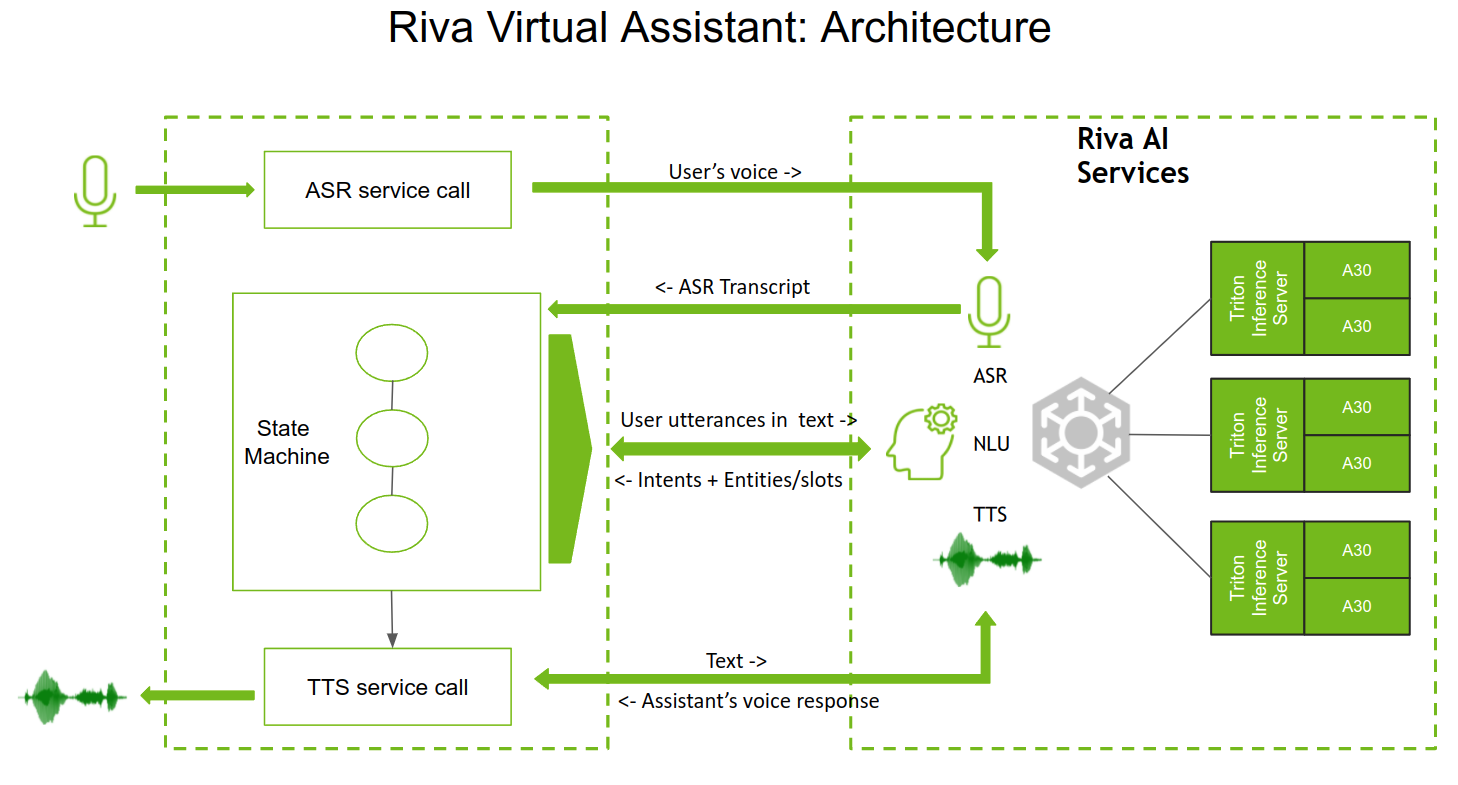 Riva Virtual Assistant: Architecture
ASR service call
User's voice ->
Riva AI
Services
<- ASR Transcript
ASR
State
Machine
User utterances in  text ->
<- Intents + Entities/slots
NLU
TTS
Triton
Inference
Server
A30
A30
Triton
Inference
Server
A30
A30
Triton
Inference
Server
A30
A30
TTS service call
Text ->
<- Assistant's voice response